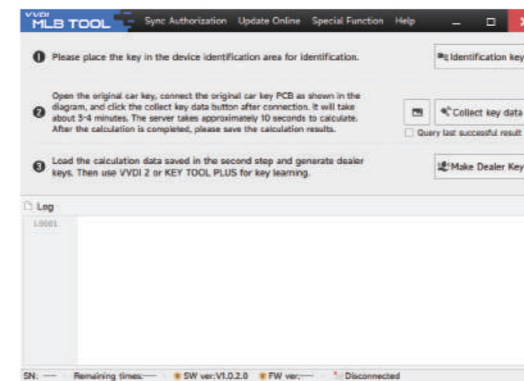 VVDI
MLB TOOL
Sync Authorization Update Online Special Function Help
1 Please place the key in the device identification area for identification.
Identification key
Open the original car key, connect the original car key PCB as shown in the
diagram, and click the collect key data button after connection. It will take
2 about 3-4 minutes. The server takes approximately 10 seconds to calculate.
After the calculation is completed, please save the calculation results.
Collect key data
Query last successful result
3 Load the calculation data saved in the second step and generate dealer
keys. Then use VVDI 2 or KEY TOOL PLUS for key learning.
Make Dealer Key
Log
L0001
SN: --- Remaining times:--- SW ver:V1.0.2.0 FW ver:--- Disconnected